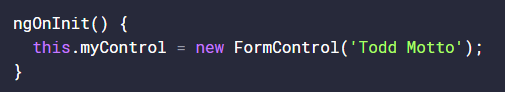 ngOnInit() {
  this.myControl = new FormControl('Todd Motto');
}